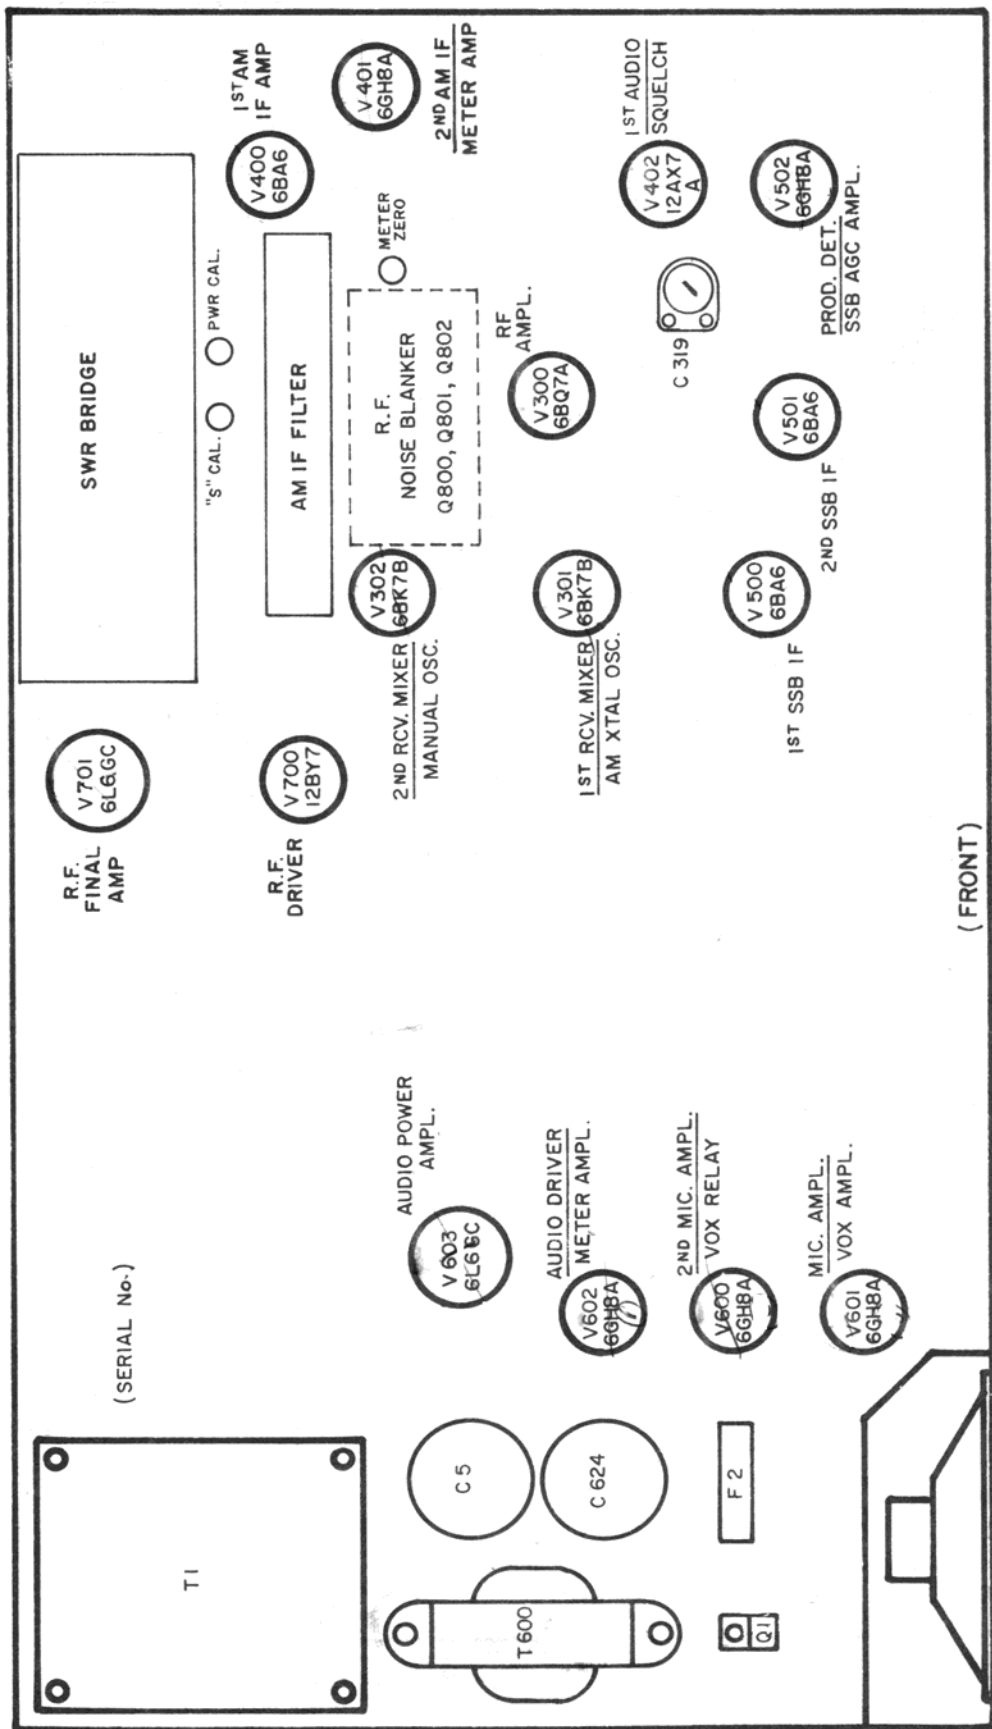 SWR BRIDGE
"S" CAL.
PWR CAL.
AM IF FILTER
R.F.
NOISE BLANKER
Q800, Q801, Q802
METER
ZERO
V400
6BA6
1ST AM
IF AMP
V401
6GH8A
2ND AM IF
METER AMP
V701
6L6GC
R.F.
FINAL
AMP
V700
12BY7
R.F.
DRIVER
V302
6BK7B
2ND RCV. MIXER
MANUAL OSC.
V300
6BQ7A
RF
AMPL.
V301
6BK7B
1ST RCV. MIXER
AM XTAL OSC.
V402
12AX7
A
1ST AUDIO
SQUELCH
C 319
V502
6GH8A
PROD. DET.
SSB AGC AMPL.
V501
6BA6
2ND SSB IF
V500
6BA6
1ST SSB IF
(SERIAL No.)
T1
V603
6L6GC
AUDIO POWER
AMPL.
V602
6GH8A
AUDIO DRIVER
METER AMPL.
V600
6GH8A
2ND MIC. AMPL.
VOX RELAY
V601
6GH8A
MIC. AMPL.
VOX AMPL.
C 5
C 624
T 600
F 2
Q1
(FRONT)